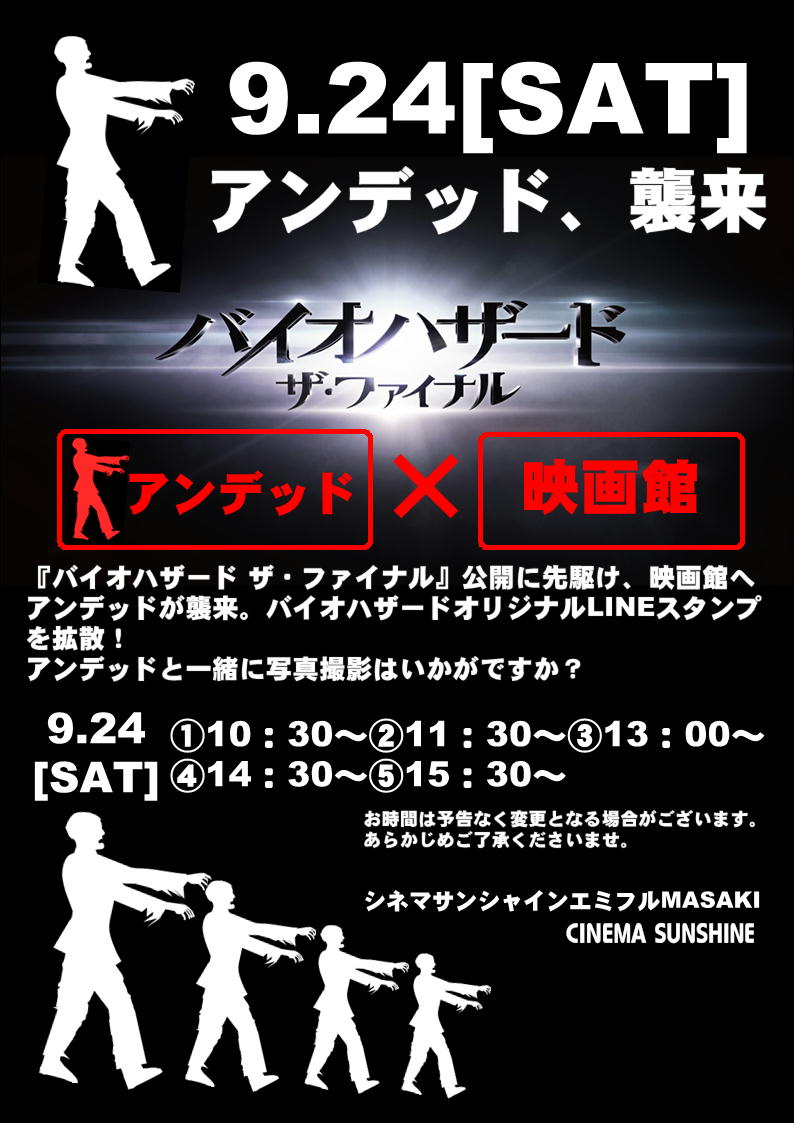 9.24[SAT]
アンデッド、襲来
バイオハザード
ザ・ファイナル
アンデッド × 映画館
『バイオハザード ザ・ファイナル』公開に先駆け、映画館へ
アンデッドが襲来。バイオハザードオリジナルLINEスタンプ
を拡散！
アンデッドと一緒に写真撮影はいかがですか？
9.24 ①10：30～②11：30～③13：00～
[SAT] ④14：30～⑤15：30～
お時間は予告なく変更となる場合がございます。
あらかじめご了承くださいませ。
シネマサンシャインエミフルMASAKI
CINEMA SUNSHINE